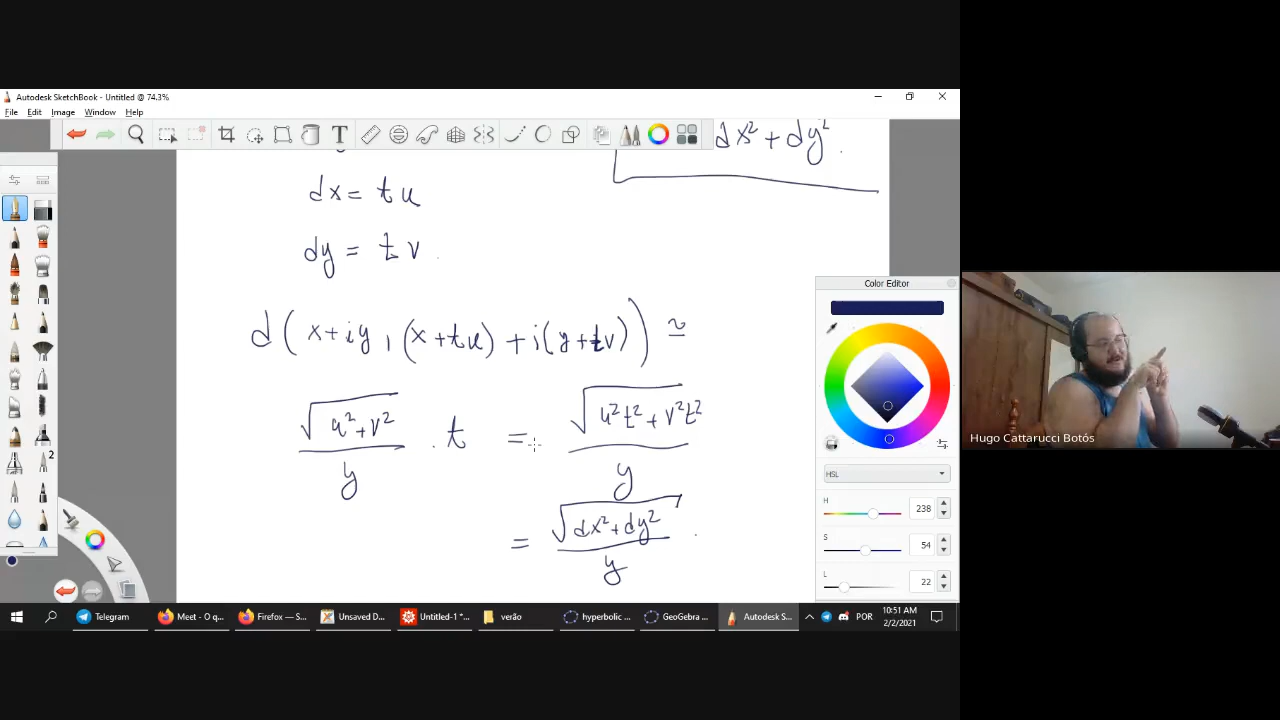 Autodesk SketchBook - Untitled @ 74.3%
File Edit Image Window Help
dx² + dy².
dx = tu
dy = tv.
d(x+iy, (x+tu)+i(y+tv)) ≃
√(u²+v²)/y · t = √(u²t²+v²t²)/y
= √(dx²+dy²)/y.
Color Editor
HSL
H 238
S 54
L 22
2
Hugo Cattarucci Botós
Telegram
Meet - O q...
Firefox — S...
Unsaved D...
Untitled-1 *...
verão
hyperbolic ...
GeoGebra ...
Autodesk S...
POR
10:51 AM
2/2/2021